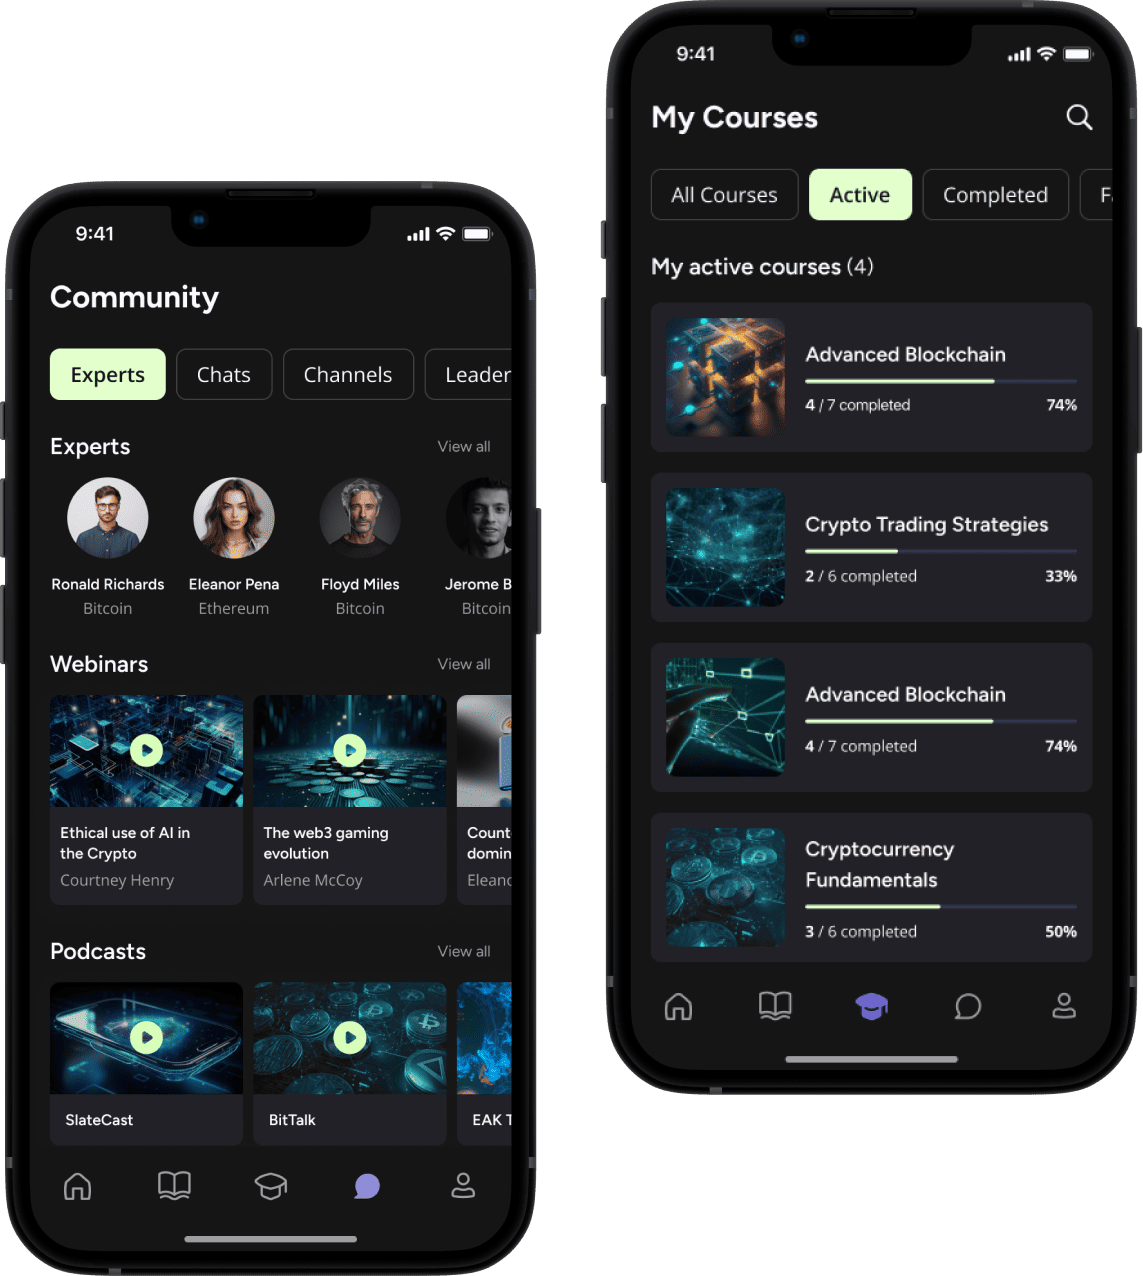 9:41
Community
Experts
Chats
Channels
Leader
Experts
View all
Ronald Richards
Bitcoin
Eleanor Pena
Ethereum
Floyd Miles
Bitcoin
Jerome B
Bitcoin
Webinars
View all
Ethical use of AI in
the Crypto
Courtney Henry
The web3 gaming
evolution
Arlene McCoy
Count
domin
Eleano
Podcasts
View all
SlateCast
BitTalk
EAK T
9:41
My Courses
All Courses
Active
Completed
My active courses (4)
Advanced Blockchain
4 / 7 completed
74%
Crypto Trading Strategies
2 / 6 completed
33%
Advanced Blockchain
4 / 7 completed
74%
Cryptocurrency
Fundamentals
3 / 6 completed
50%